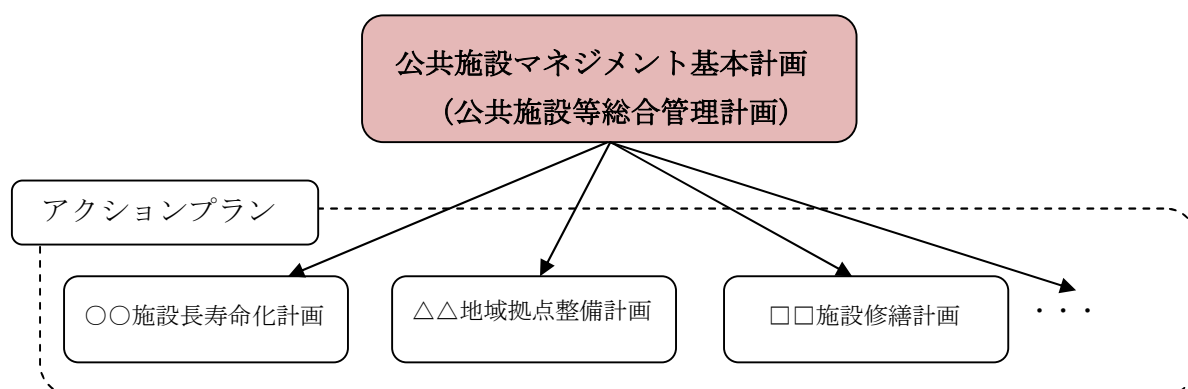 公共施設マネジメント基本計画
（公共施設等総合管理計画）
アクションプラン
〇〇施設長寿命化計画
△△地域拠点整備計画
□□施設修繕計画
・・・